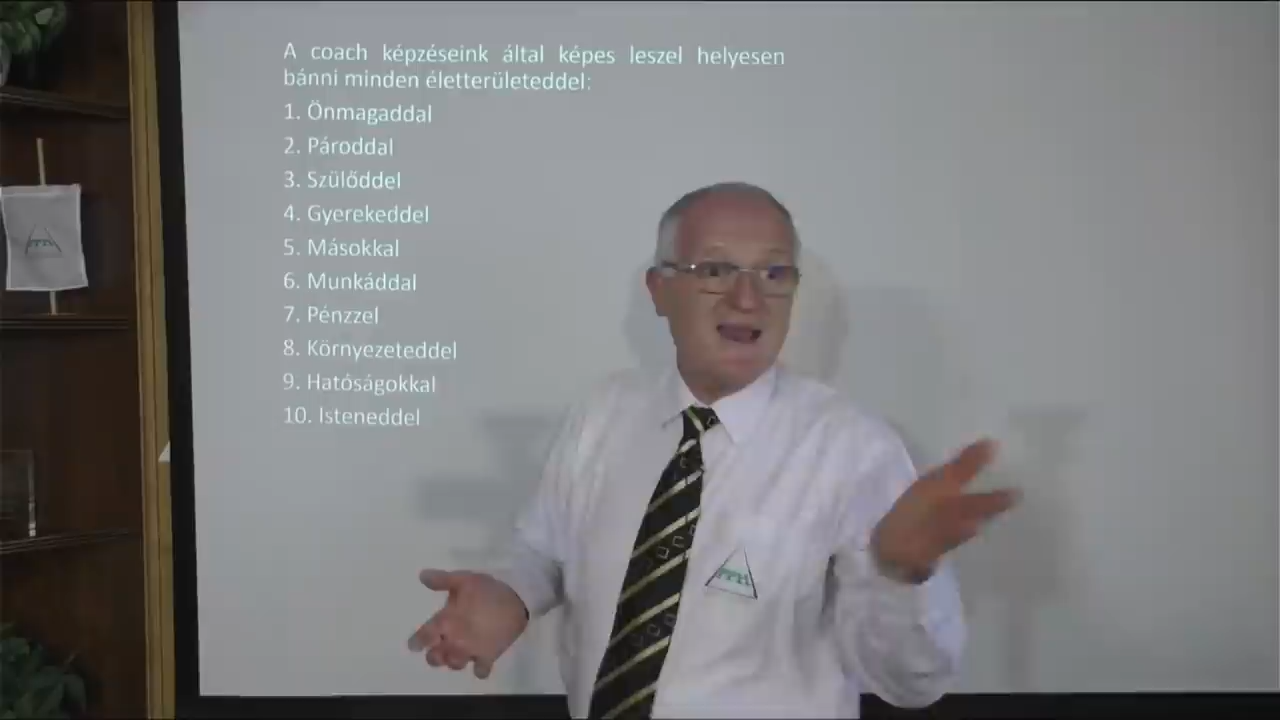 A coach képzéseink által képes leszel helyesen
bánni minden életterületeddel:
1. Önmagaddal
2. Pároddal
3. Szülőddel
4. Gyerekeddel
5. Másokkal
6. Munkáddal
7. Pénzzel
8. Környezeteddel
9. Hatóságokkal
10. Isteneddel